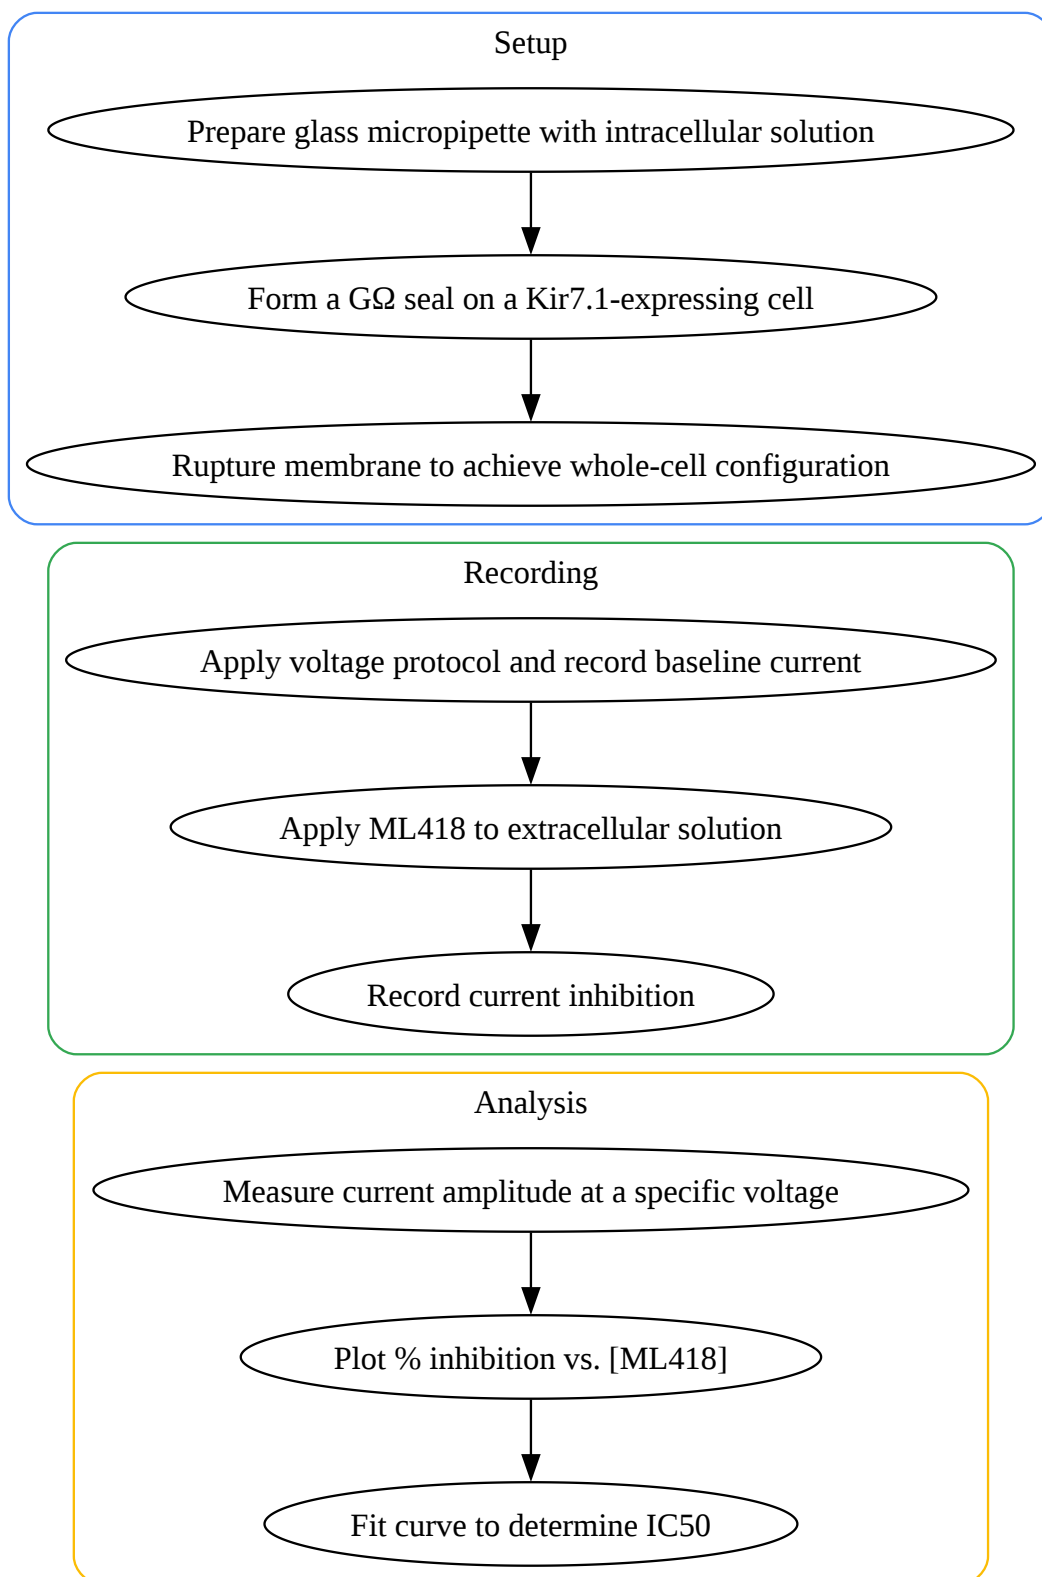 Setup
Prepare glass micropipette with intracellular solution
Form a GΩ seal on a Kir7.1-expressing cell
Rupture membrane to achieve whole-cell configuration
Recording
Apply voltage protocol and record baseline current
Apply ML418 to extracellular solution
Record current inhibition
Analysis
Measure current amplitude at a specific voltage
Plot % inhibition vs. [ML418]
Fit curve to determine IC50